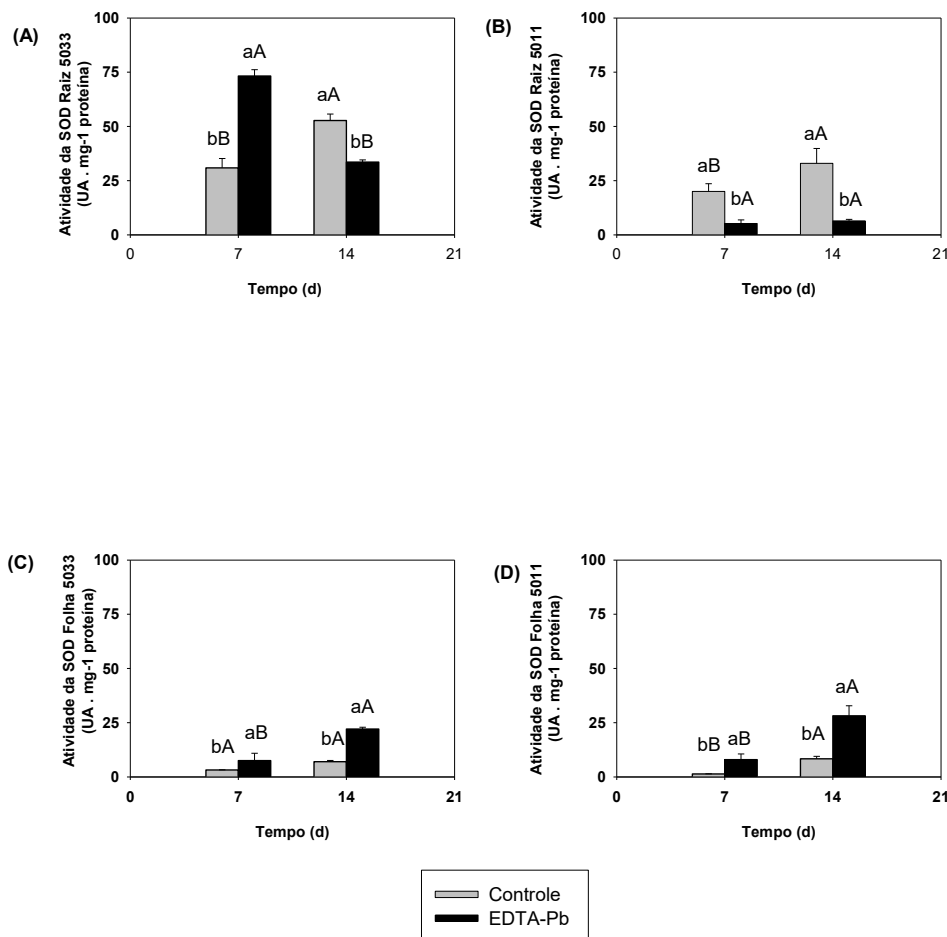 (A)
Atividade da SOD Raiz 5033
(UA . mg-1 proteína)
100
75
50
25
0
bB
aA
aA
bB
0
7
14
21
Tempo (d)
(B)
Atividade da SOD Raiz 5011
(UA . mg-1 proteína)
100
75
50
25
0
aB
bA
aA
bA
0
7
14
21
Tempo (d)
(C)
Atividade da SOD Folha 5033
(UA . mg-1 proteína)
100
75
50
25
0
bA
aB
bA
aA
0
7
14
21
Tempo (d)
(D)
Atividade da SOD Folha 5011
(UA . mg-1 proteína)
100
75
50
25
0
bB
aB
bA
aA
0
7
14
21
Tempo (d)
Controle
EDTA-Pb